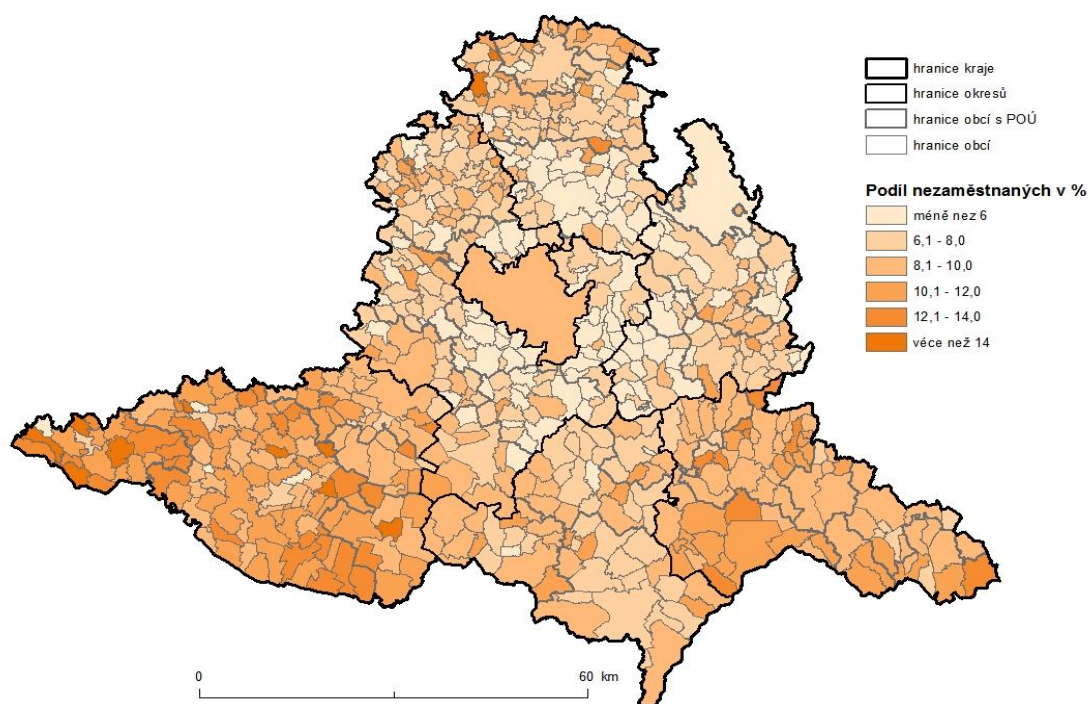 hranice kraje
hranice okresů
hranice obcí s POÚ
hranice obcí
Podíl nezaměstnaných v %
méně nez 6
6,1 - 8,0
8,1 - 10,0
10,1 - 12,0
12,1 - 14,0
véce než 14
0 60 km